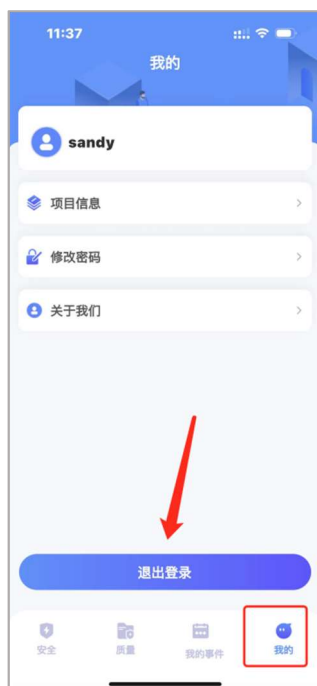 11:37
我的
sandy
项目信息
修改密码
关于我们
退出登录
安全
质量
我的事件
我的